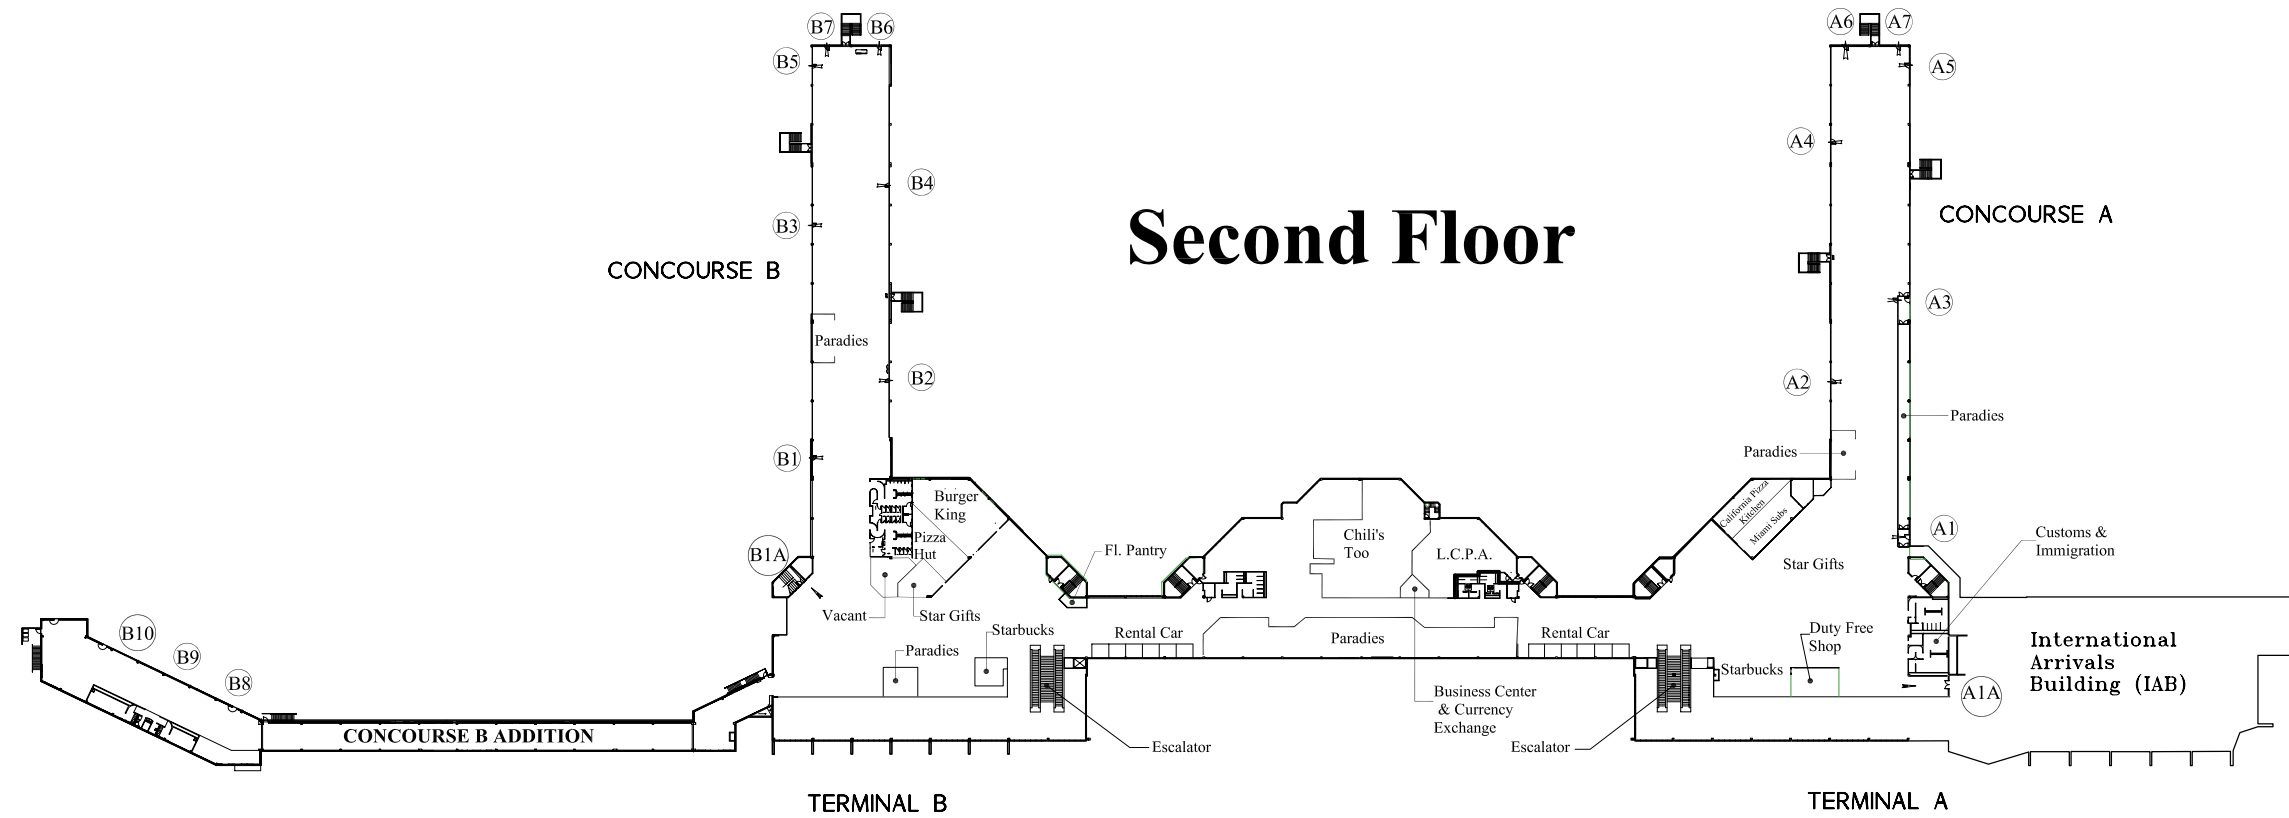 B7
B6
A6
A7
B5
A5
A4
B4
Second Floor
CONCOURSE A
B3
CONCOURSE B
A3
Paradies
B2
A2
Paradies
Paradies
B1
Burger
King
Pizza
Hut
California Pizza
Kitchen
Miami Subs
Chili's
Too
L.C.P.A.
A1
Customs &
Immigration
B1A
Fl. Pantry
Star Gifts
Vacant
Star Gifts
B10
B9
B8
Starbucks
Paradies
Rental Car
Paradies
Rental Car
Duty Free
Shop
Starbucks
International
Arrivals
Building (IAB)
A1A
Business Center
& Currency
Exchange
CONCOURSE B ADDITION
Escalator
Escalator
TERMINAL B
TERMINAL A